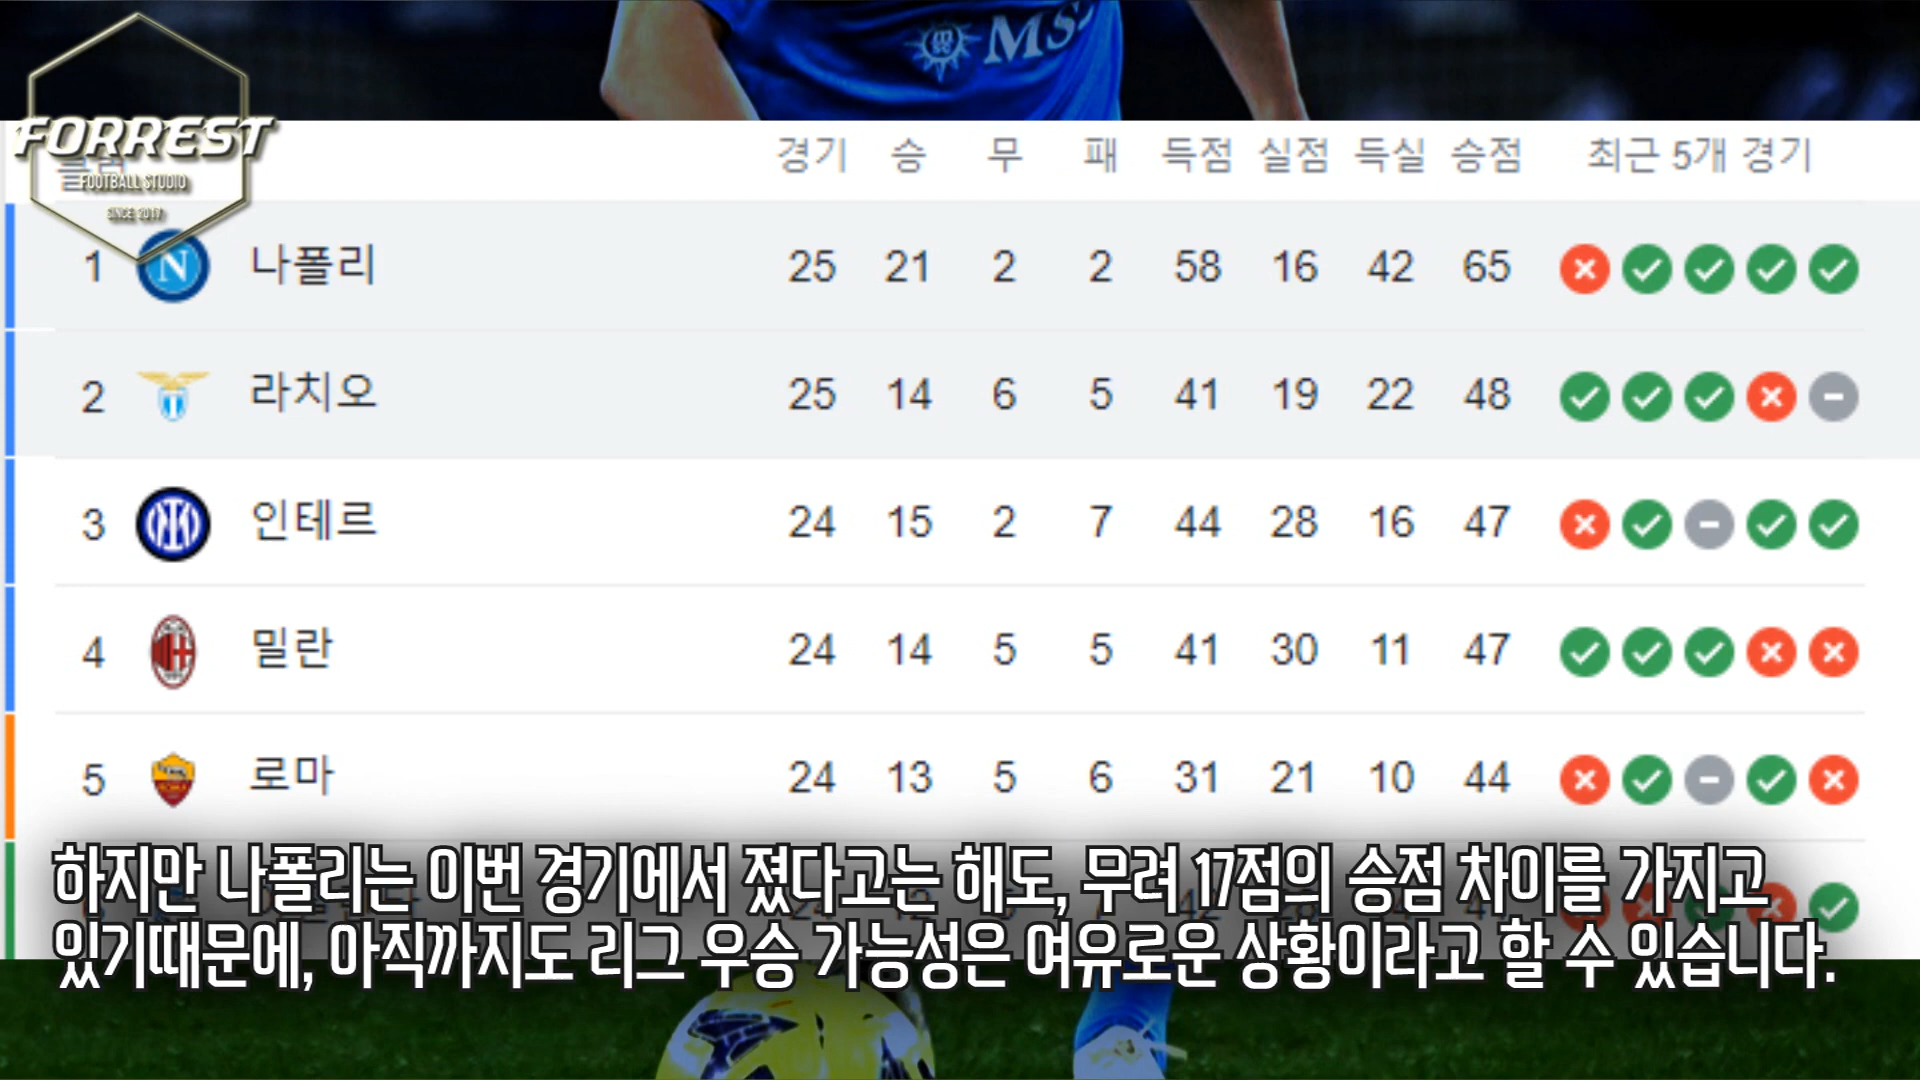 MSC
FORREST
FOOTBALL STUDIO
SINCE 2017
클럽 경기 승 무 패 득점 실점 득실 승점 최근 5개 경기
1 N 나폴리 25 21 2 2 58 16 42 65
2 라치오 25 14 6 5 41 19 22 48
3 인테르 24 15 2 7 44 28 16 47
4 밀란 24 14 5 5 41 30 11 47
5 로마 24 13 5 6 31 21 10 44
하지만 나폴리는 이번 경기에서 졌다고는 해도, 무려 17점의 승점 차이를 가지고
있기때문에, 아직까지도 리그 우승 가능성은 여유로운 상황이라고 할 수 있습니다.